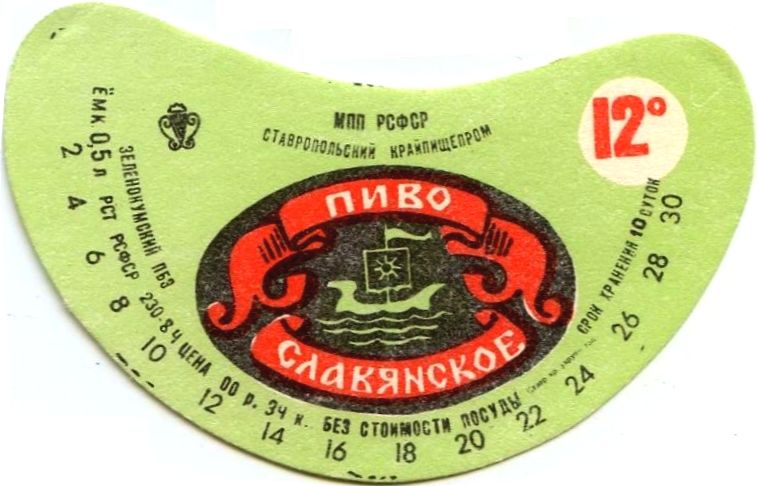 МПП РСФСР
СТАВРОПОЛЬСКИЙ КРАЙПИЩЕПРОМ
12°
ПИВО
СЛАВЯНСКОЕ
ЗЕЛЕНОКУМСКИЙ ПБЗ
ЁМК 0,5 л РСТ РСФСР 230-84 ЦЕНА 00 р. 34 к. БЕЗ СТОИМОСТИ ПОСУДЫ
СРОК ХРАНЕНИЯ 10 СУТОК
2 4 6 8 10 12 14 16 18 20 22 24 26 28 30